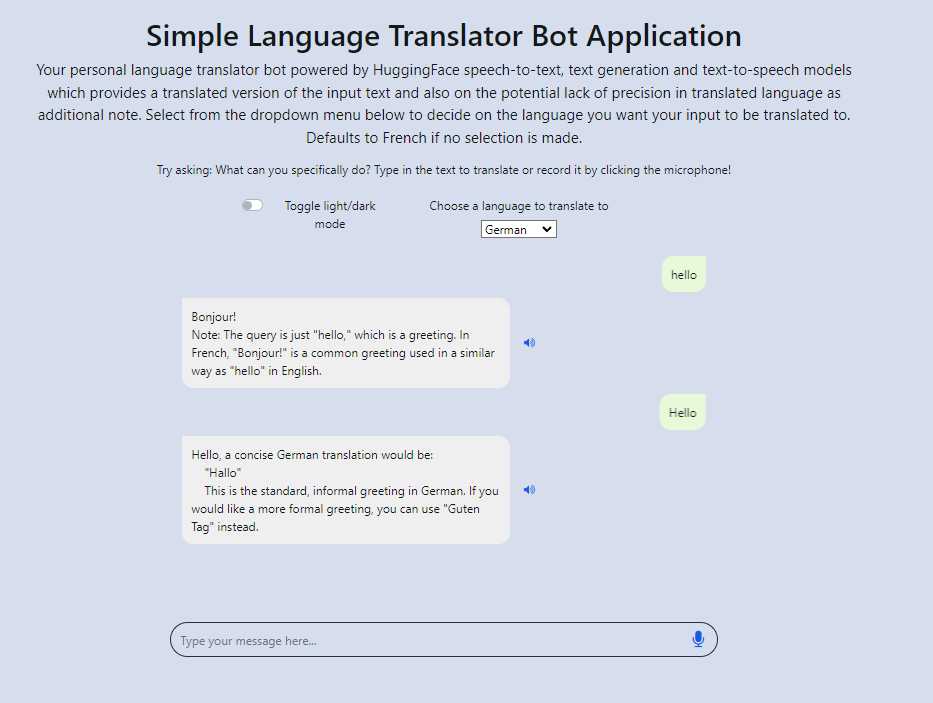 Simple Language Translator Bot Application
Your personal language translator bot powered by HuggingFace speech-to-text, text generation and text-to-speech models
which provides a translated version of the input text and also on the potential lack of precision in translated language as
additional note. Select from the dropdown menu below to decide on the language you want your input to be translated to.
Defaults to French if no selection is made.
Try asking: What can you specifically do? Type in the text to translate or record it by clicking the microphone!
Toggle light/dark
mode
Choose a language to translate to
German
hello
Bonjour!
Note: The query is just "hello," which is a greeting. In
French, "Bonjour!" is a common greeting used in a similar
way as "hello" in English.
Hello
Hello, a concise German translation would be:
"Hallo"
This is the standard, informal greeting in German. If you
would like a more formal greeting, you can use "Guten
Tag" instead.
Type your message here...